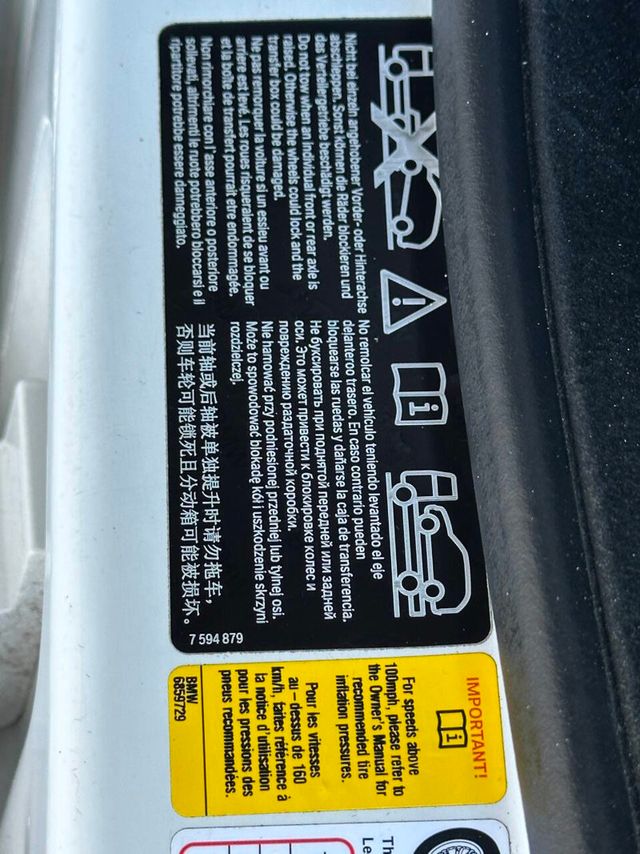 Nicht bei einzeln angehobener Vorder- oder Hinterachse
abschleppen. Sonst können die Räder blockieren und
das Verteilergetriebe beschädigt werden.
Do not tow when an individual front or rear axle is
raised. Otherwise the wheels could lock and the
transfer box could be damaged.
Ne pas remorquer la voiture si un essieu avant ou
arrière est levé. Les roues risqueraient de se bloquer
et la boîte de transfert pourrait être endommagée.
Non rimorchiare con l'asse anteriore o posteriore
sollevati, altrimenti le ruote potrebbero bloccarsi e il
ripartitore potrebbe essere danneggiato.
No remolcar el vehículo teniendo levantado el eje
delantero o trasero. En caso contrario pueden
bloquearse las ruedas y dañarse la caja de transferencia.
Не буксировать при поднятой передней или задней
оси. Это может привести к блокировке колес и
повреждению раздаточной коробки.
Nie hamować przy podniesionej przedniej lub tylnej osi.
Może to spowodować blokadę kół i uszkodzenie skrzyni
rozdzielczej.
当前轴或后轴被单独提升时请勿拖车，
否则车轮可能锁死且分动箱可能被损坏。
7 594 879
IMPORTANT!
For speeds above
100mph, please refer to
the Owner's Manual for
recommended tire
inflation pressures.
Pour les vitesses
au-dessus de 160
km/h, faites référence à
la notice d'utilisation
pour les pressions des
pneus recommandées.
BMW
6859729